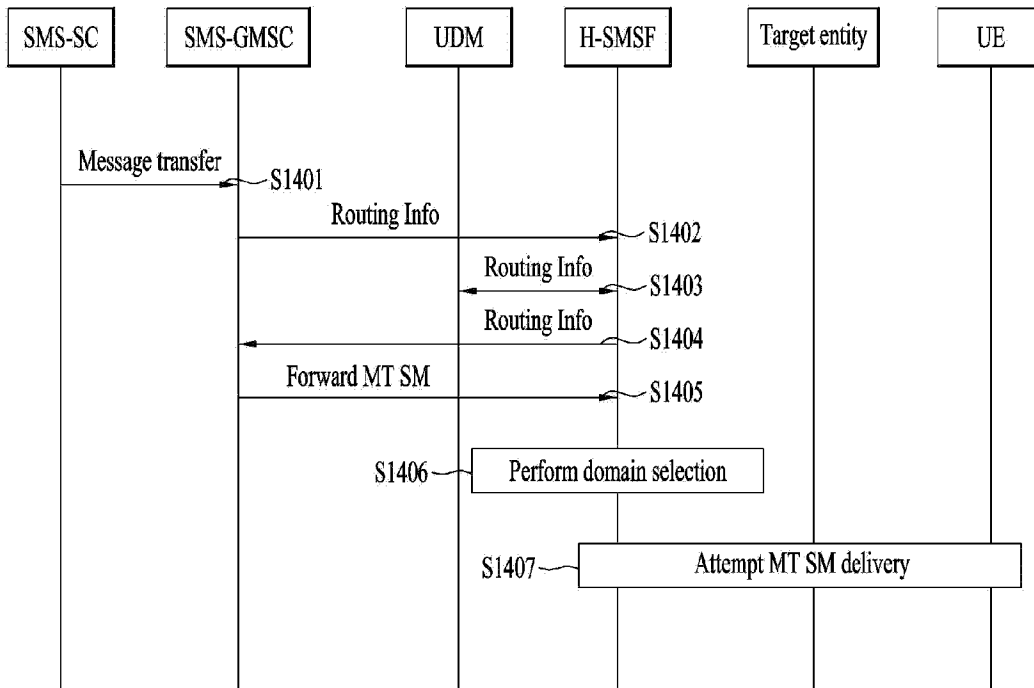 SMS-SC
SMS-GMSC
UDM
H-SMSF
Target entity
UE
Message transfer
S1401
Routing Info
S1402
Routing Info
S1403
Routing Info
S1404
Forward MT SM
S1405
S1406
Perform domain selection
S1407
Attempt MT SM delivery